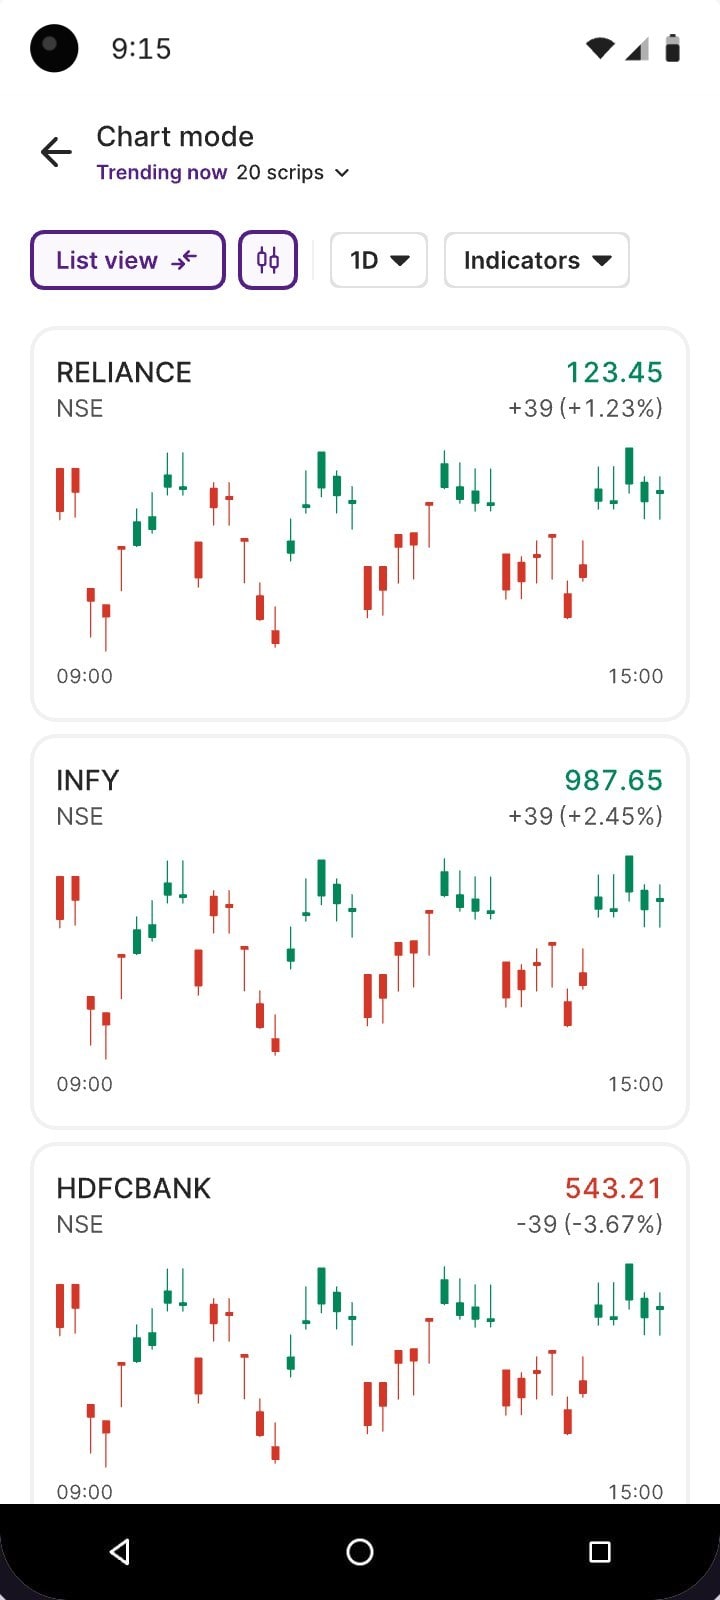 9:15
Chart mode
Trending now 20 scrips
List view 1D Indicators
RELIANCE 123.45
NSE +39 (+1.23%)
09:00 15:00
INFY 987.65
NSE +39 (+2.45%)
09:00 15:00
HDFCBANK 543.21
NSE -39 (-3.67%)
09:00 15:00